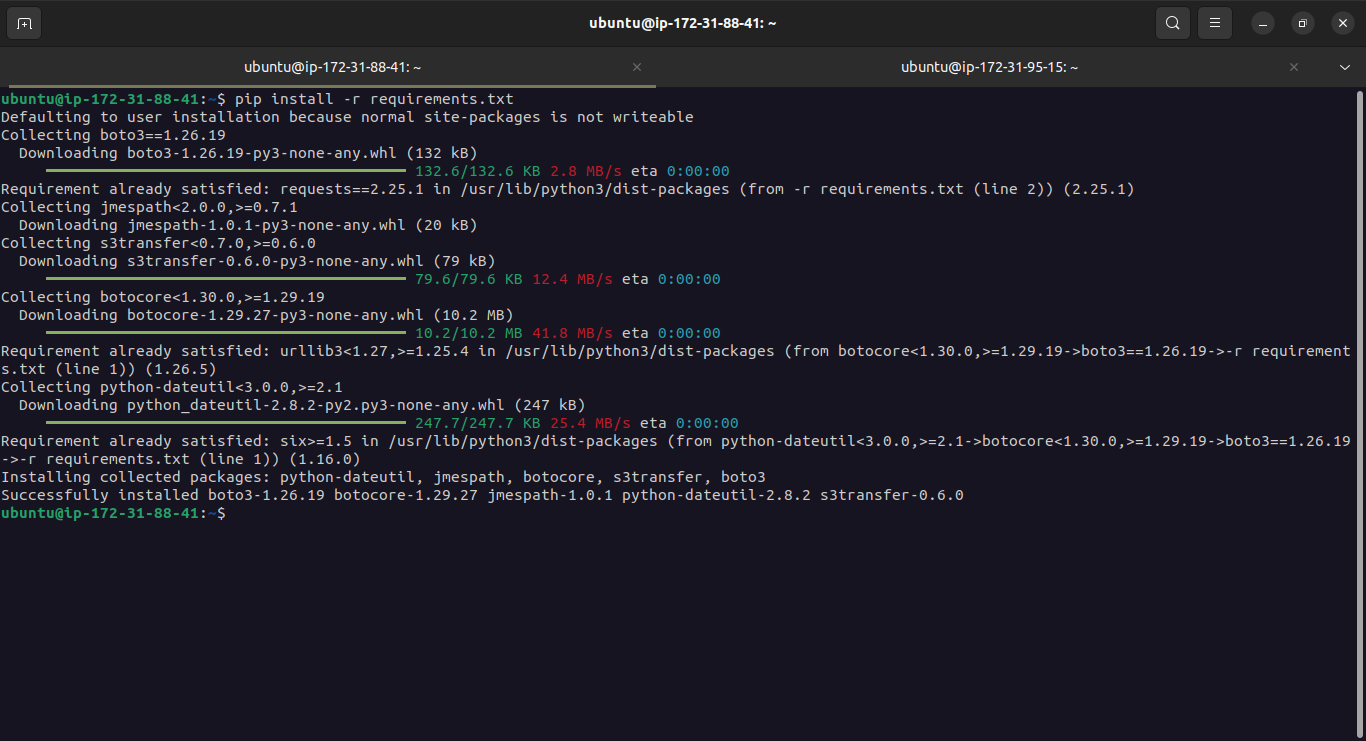 ubuntu@ip-172-31-88-41: ~
ubuntu@ip-172-31-88-41: ~
ubuntu@ip-172-31-95-15: ~
ubuntu@ip-172-31-88-41:~$ pip install -r requirements.txt
Defaulting to user installation because normal site-packages is not writeable
Collecting boto3==1.26.19
  Downloading boto3-1.26.19-py3-none-any.whl (132 kB)
132.6/132.6 KB 2.8 MB/s eta 0:00:00
Requirement already satisfied: requests==2.25.1 in /usr/lib/python3/dist-packages (from -r requirements.txt (line 2)) (2.25.1)
Collecting jmespath<2.0.0,>=0.7.1
  Downloading jmespath-1.0.1-py3-none-any.whl (20 kB)
Collecting s3transfer<0.7.0,>=0.6.0
  Downloading s3transfer-0.6.0-py3-none-any.whl (79 kB)
79.6/79.6 KB 12.4 MB/s eta 0:00:00
Collecting botocore<1.30.0,>=1.29.19
  Downloading botocore-1.29.27-py3-none-any.whl (10.2 MB)
10.2/10.2 MB 41.8 MB/s eta 0:00:00
Requirement already satisfied: urllib3<1.27,>=1.25.4 in /usr/lib/python3/dist-packages (from botocore<1.30.0,>=1.29.19->boto3==1.26.19->-r requirement
s.txt (line 1)) (1.26.5)
Collecting python-dateutil<3.0.0,>=2.1
  Downloading python_dateutil-2.8.2-py2.py3-none-any.whl (247 kB)
247.7/247.7 KB 25.4 MB/s eta 0:00:00
Requirement already satisfied: six>=1.5 in /usr/lib/python3/dist-packages (from python-dateutil<3.0.0,>=2.1->botocore<1.30.0,>=1.29.19->boto3==1.26.19
->-r requirements.txt (line 1)) (1.16.0)
Installing collected packages: python-dateutil, jmespath, botocore, s3transfer, boto3
Successfully installed boto3-1.26.19 botocore-1.29.27 jmespath-1.0.1 python-dateutil-2.8.2 s3transfer-0.6.0
ubuntu@ip-172-31-88-41:~$